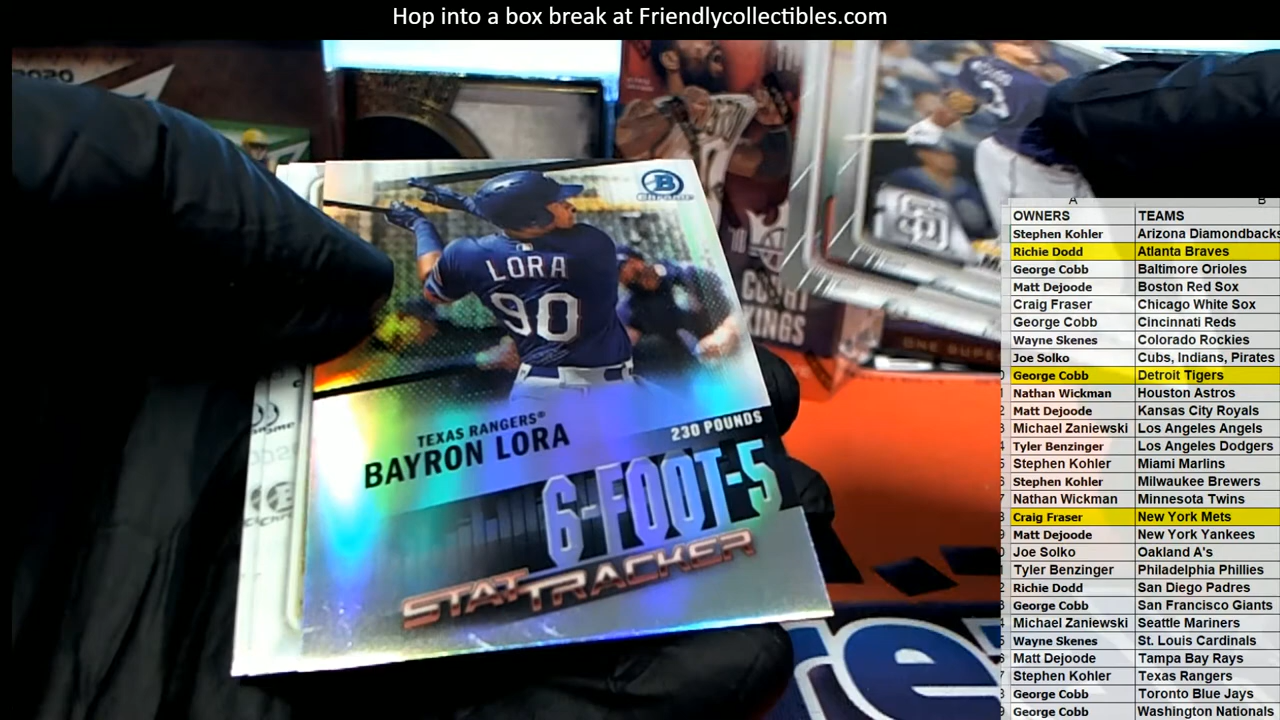 Hop into a box break at Friendlycollectibles.com
2020
B
Chrome
LORA
90
TEXAS RANGERS®
BAYRON LORA
230 POUNDS
6-FOOT-5
STAT TRACKER
3
SD
KINGS
A B
OWNERS TEAMS
Stephen Kohler Arizona Diamondbacks
Richie Dodd Atlanta Braves
George Cobb Baltimore Orioles
Matt Dejoode Boston Red Sox
Craig Fraser Chicago White Sox
George Cobb Cincinnati Reds
Wayne Skenes Colorado Rockies
Joe Solko Cubs, Indians, Pirates
George Cobb Detroit Tigers
Nathan Wickman Houston Astros
Matt Dejoode Kansas City Royals
Michael Zaniewski Los Angeles Angels
Tyler Benzinger Los Angeles Dodgers
Stephen Kohler Miami Marlins
Stephen Kohler Milwaukee Brewers
Nathan Wickman Minnesota Twins
Craig Fraser New York Mets
Matt Dejoode New York Yankees
Joe Solko Oakland A's
Tyler Benzinger Philadelphia Phillies
Richie Dodd San Diego Padres
George Cobb San Francisco Giants
Michael Zaniewski Seattle Mariners
Wayne Skenes St. Louis Cardinals
Matt Dejoode Tampa Bay Rays
Stephen Kohler Texas Rangers
George Cobb Toronto Blue Jays
George Cobb Washington Nationals